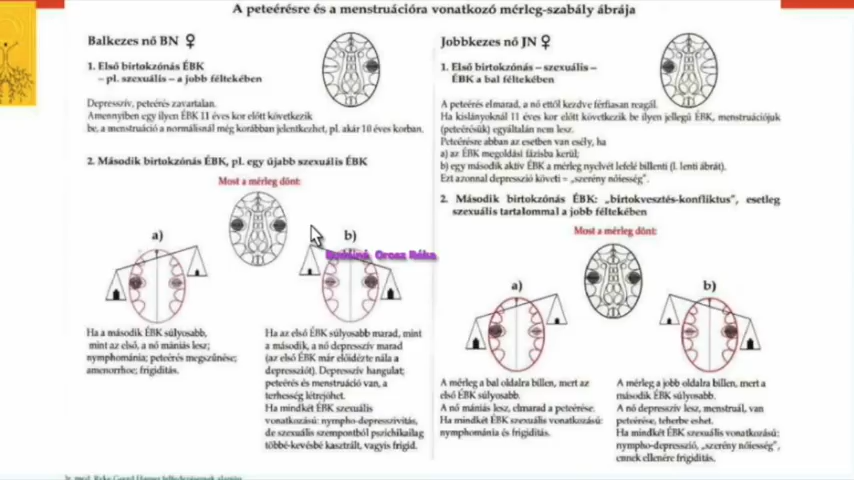 A peteérésre és a menstruációra vonatkozó mérleg-szabály ábrája
Balkezes nő BN ♀
1. Első birtokzónás ÉBK
– pl. szexuális – a jobb féltekében
Depresszív, peteérés zavartalan.
Amennyiben egy ilyen ÉBK 11 éves kor előtt következik
be, a menstruáció a normálisnál még korábban jelentkezhet, pl. akár 10 éves korban.
2. Második birtokzónás ÉBK, pl. egy újabb szexuális ÉBK
Most a mérleg dönt:
a)
b)
Orosz Réka
Ha a második ÉBK súlyosabb,
mint az első, a nő mániás lesz;
nymphománia; peteérés megszűnése;
amenorrhoe; frigiditás.
Ha az első ÉBK súlyosabb marad, mint
a második, a nő depresszív marad
(az első ÉBK már előidézte nála a
depressziót). Depresszív hangulat;
peteérés és menstruáció van, a
terhesség létrejöhet.
Ha mindkét ÉBK szexuális
vonatkozású: nympho-depresszivitás,
de szexuális szempontból pszichikailag
többé-kevésbé kasztrált, vagyis frigid.
Jobbkezes nő JN ♀
1. Első birtokzónás – szexuális –
ÉBK a bal féltekében
A peteérés elmarad, a nő ettől kezdve férfiasan reagál.
Ha kislányoknál 11 éves kor előtt következik be ilyen jellegű ÉBK, menstruációjuk
(peteérésük) egyáltalán nem lesz.
Peteérésre abban az esetben van esély, ha
a) az ÉBK megoldási fázisba kerül;
b) egy második aktív ÉBK a mérleg nyelvét lefelé billenti (l. lenti ábrát).
Ezt azonnal depresszió követi = „szerény nőiesség”.
2. Második birtokzónás ÉBK: „birtokvesztés-konfliktus”, esetleg
szexuális tartalommal a jobb féltekében
Most a mérleg dönt:
a)
b)
A mérleg a bal oldalra billen, mert az
első ÉBK súlyosabb.
A nő mániás lesz, elmarad a peteérése.
Ha mindkét ÉBK szexuális vonatkozású:
nymphománia és frigiditás.
A mérleg a jobb oldalra billen, mert a
második ÉBK súlyosabb.
A nő depresszív lesz, menstruál, van
peteérése, teherbe eshet.
Ha mindkét ÉBK szexuális vonatkozású:
nympho-depresszió, „szerény nőiesség”,
ennek ellenére frigiditás.